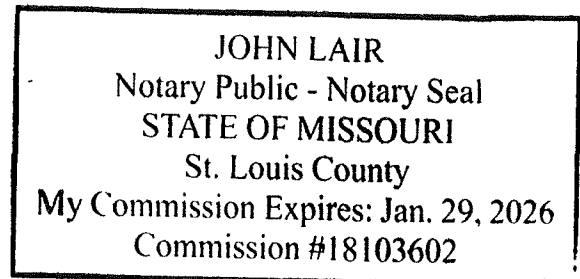 JOHN LAIR
Notary Public - Notary Seal
STATE OF MISSOURI
St. Louis County
My Commission Expires: Jan. 29, 2026
Commission #18103602